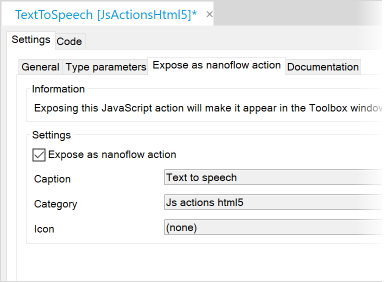 TextToSpeech [JsActionsHtml5]* ×
Settings Code
General Type parameters Expose as nanoflow action Documentation
Information
Exposing this JavaScript action will make it appear in the Toolbox window
Settings
Expose as nanoflow action
Caption Text to speech
Category Js actions html5
Icon (none)